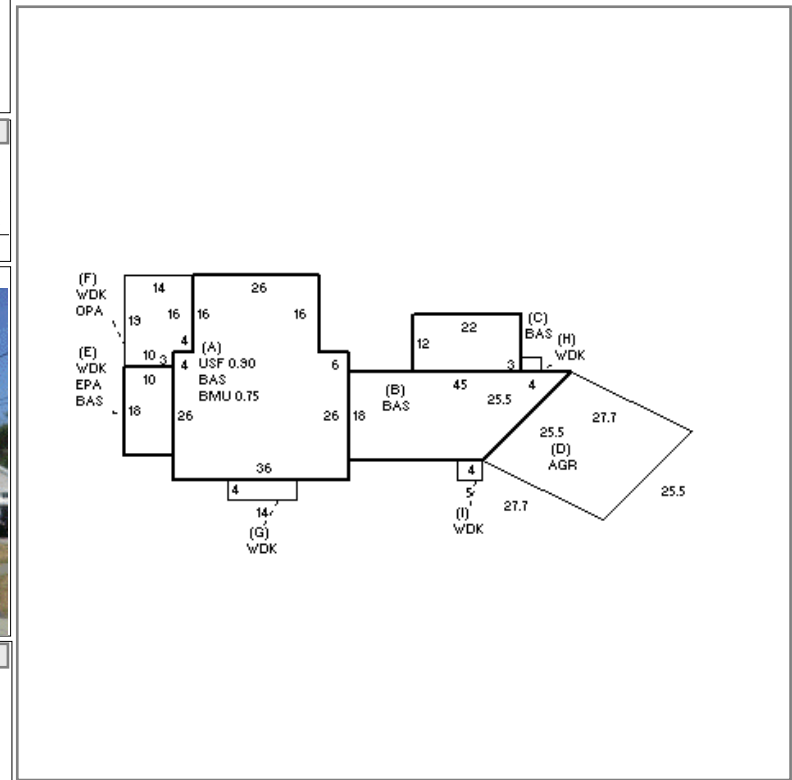 (F)
WDK
OPA
14
19
16
4
10
3
26
16
16
(A)
USF 0.90
BAS
BMU 0.75
4
6
26
26
36
(E)
WDK
EPA
BAS
10
18
4
14
(G)
WDK
22
12
3
(C)
BAS
(H)
WDK
4
45
(B)
BAS
18
25.5
4
5
(I)
WDK
25.5
(D)
AGR
27.7
25.5
27.7